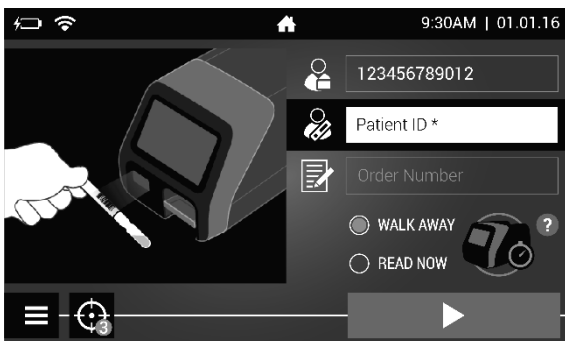 9:30AM | 01.01.16
123456789012
Patient ID *
Order Number
WALK AWAY
?
READ NOW
3